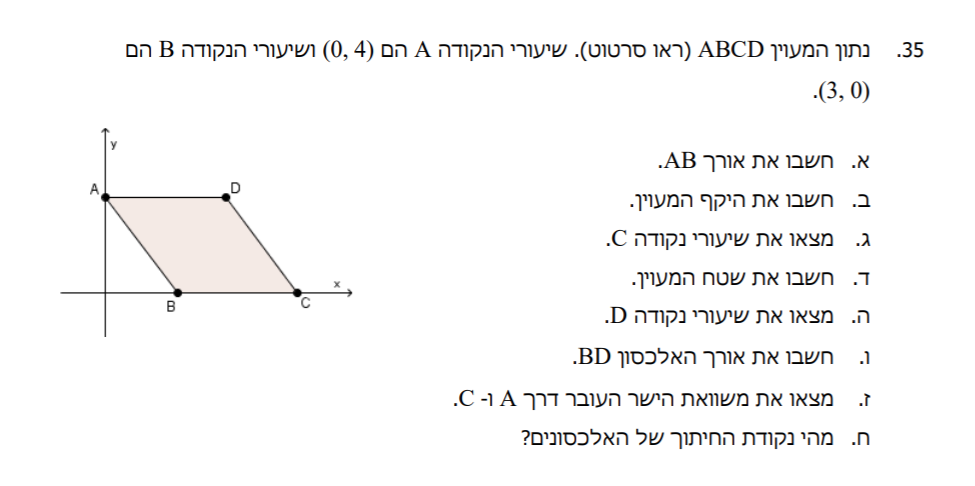 35. נתון המעוין ABCD (ראו סרטוט). שיעורי הנקודה A הם (0, 4) ושיעורי הנקודה B הם
(3, 0).
א. חשבו את אורך AB.
ב. חשבו את היקף המעוין.
ג. מצאו את שיעורי נקודה C.
ד. חשבו את שטח המעוין.
ה. מצאו את שיעורי נקודה D.
ו. חשבו את אורך האלכסון BD.
ז. מצאו את משוואת הישר העובר דרך A ו- C.
ח. מהי נקודת החיתוך של האלכסונים?
y
A
D
x
B
C